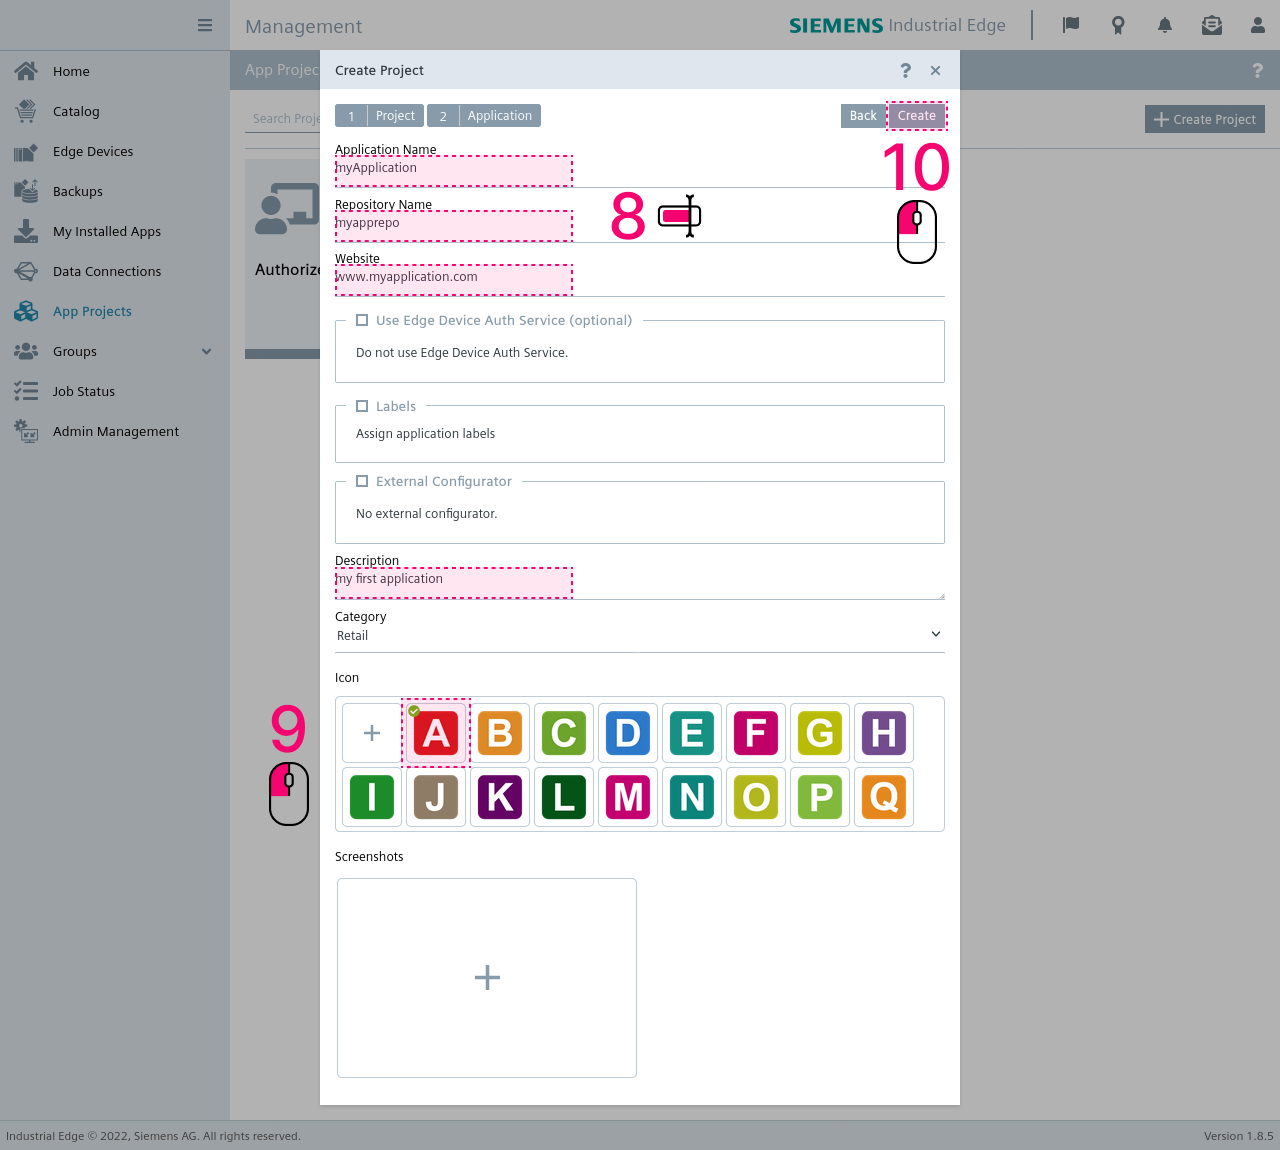 Management
SIEMENS Industrial Edge
Home
Catalog
Edge Devices
Backups
My Installed Apps
Data Connections
App Projects
Groups
Job Status
Admin Management
App Projec
Search Proje
Create Project
Authorize
Create Project
? ×
1 Project 2 Application
Back Create
Application Name
myApplication
10
Repository Name
myapprepo
8
Website
www.myapplication.com
Use Edge Device Auth Service (optional)
Do not use Edge Device Auth Service.
Labels
Assign application labels
External Configurator
No external configurator.
Description
my first application
Category
Retail
Icon
9
+ A B C D E F G H
I J K L M N O P Q
Screenshots
+
Industrial Edge © 2022, Siemens AG. All rights reserved.
Version 1.8.5